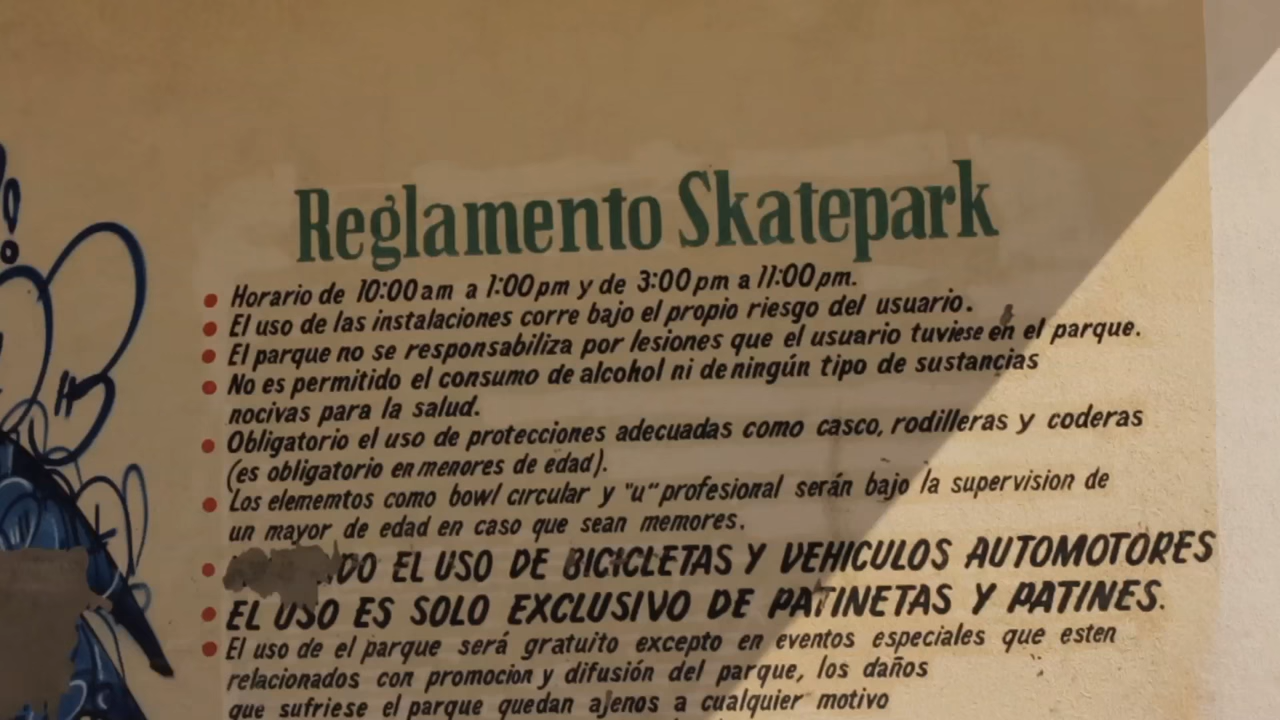 Reglamento Skatepark
Horario de 10:00 am a 1:00 pm y de 3:00 pm a 11:00 pm.
El uso de las instalaciones corre bajo el propio riesgo del usuario.
El parque no se responsabiliza por lesiones que el usuario tuviese en el parque.
No es permitido el consumo de alcohol ni de ningún tipo de sustancias
nocivas para la salud.
Obligatorio el uso de protecciones adecuadas como casco, rodilleras y coderas
(es obligatorio en menores de edad).
Los elememtos como bowl circular y "u" profesional serán bajo la supervision de
un mayor de edad en caso que sean memores.
EL USO DE BICICLETAS Y VEHICULOS AUTOMOTORES
EL USO ES SOLO EXCLUSIVO DE PATINETAS Y PATINES.
El uso de el parque será gratuito excepto en eventos especiales que esten
relacionados con promocion y difusión del parque, los daños
que sufriese el parque quedan ajenos a cualquier motivo